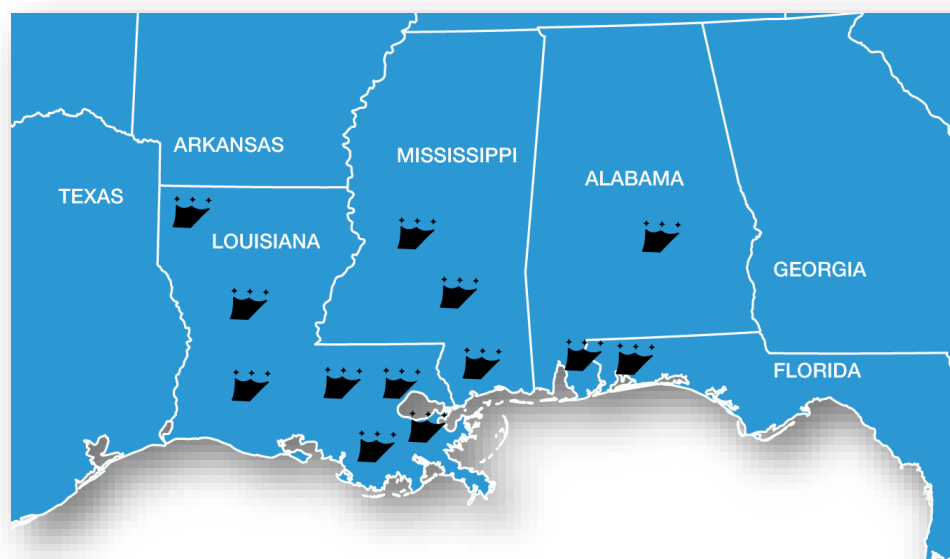 ARKANSAS
MISSISSIPPI
ALABAMA
TEXAS
LOUISIANA
GEORGIA
FLORIDA